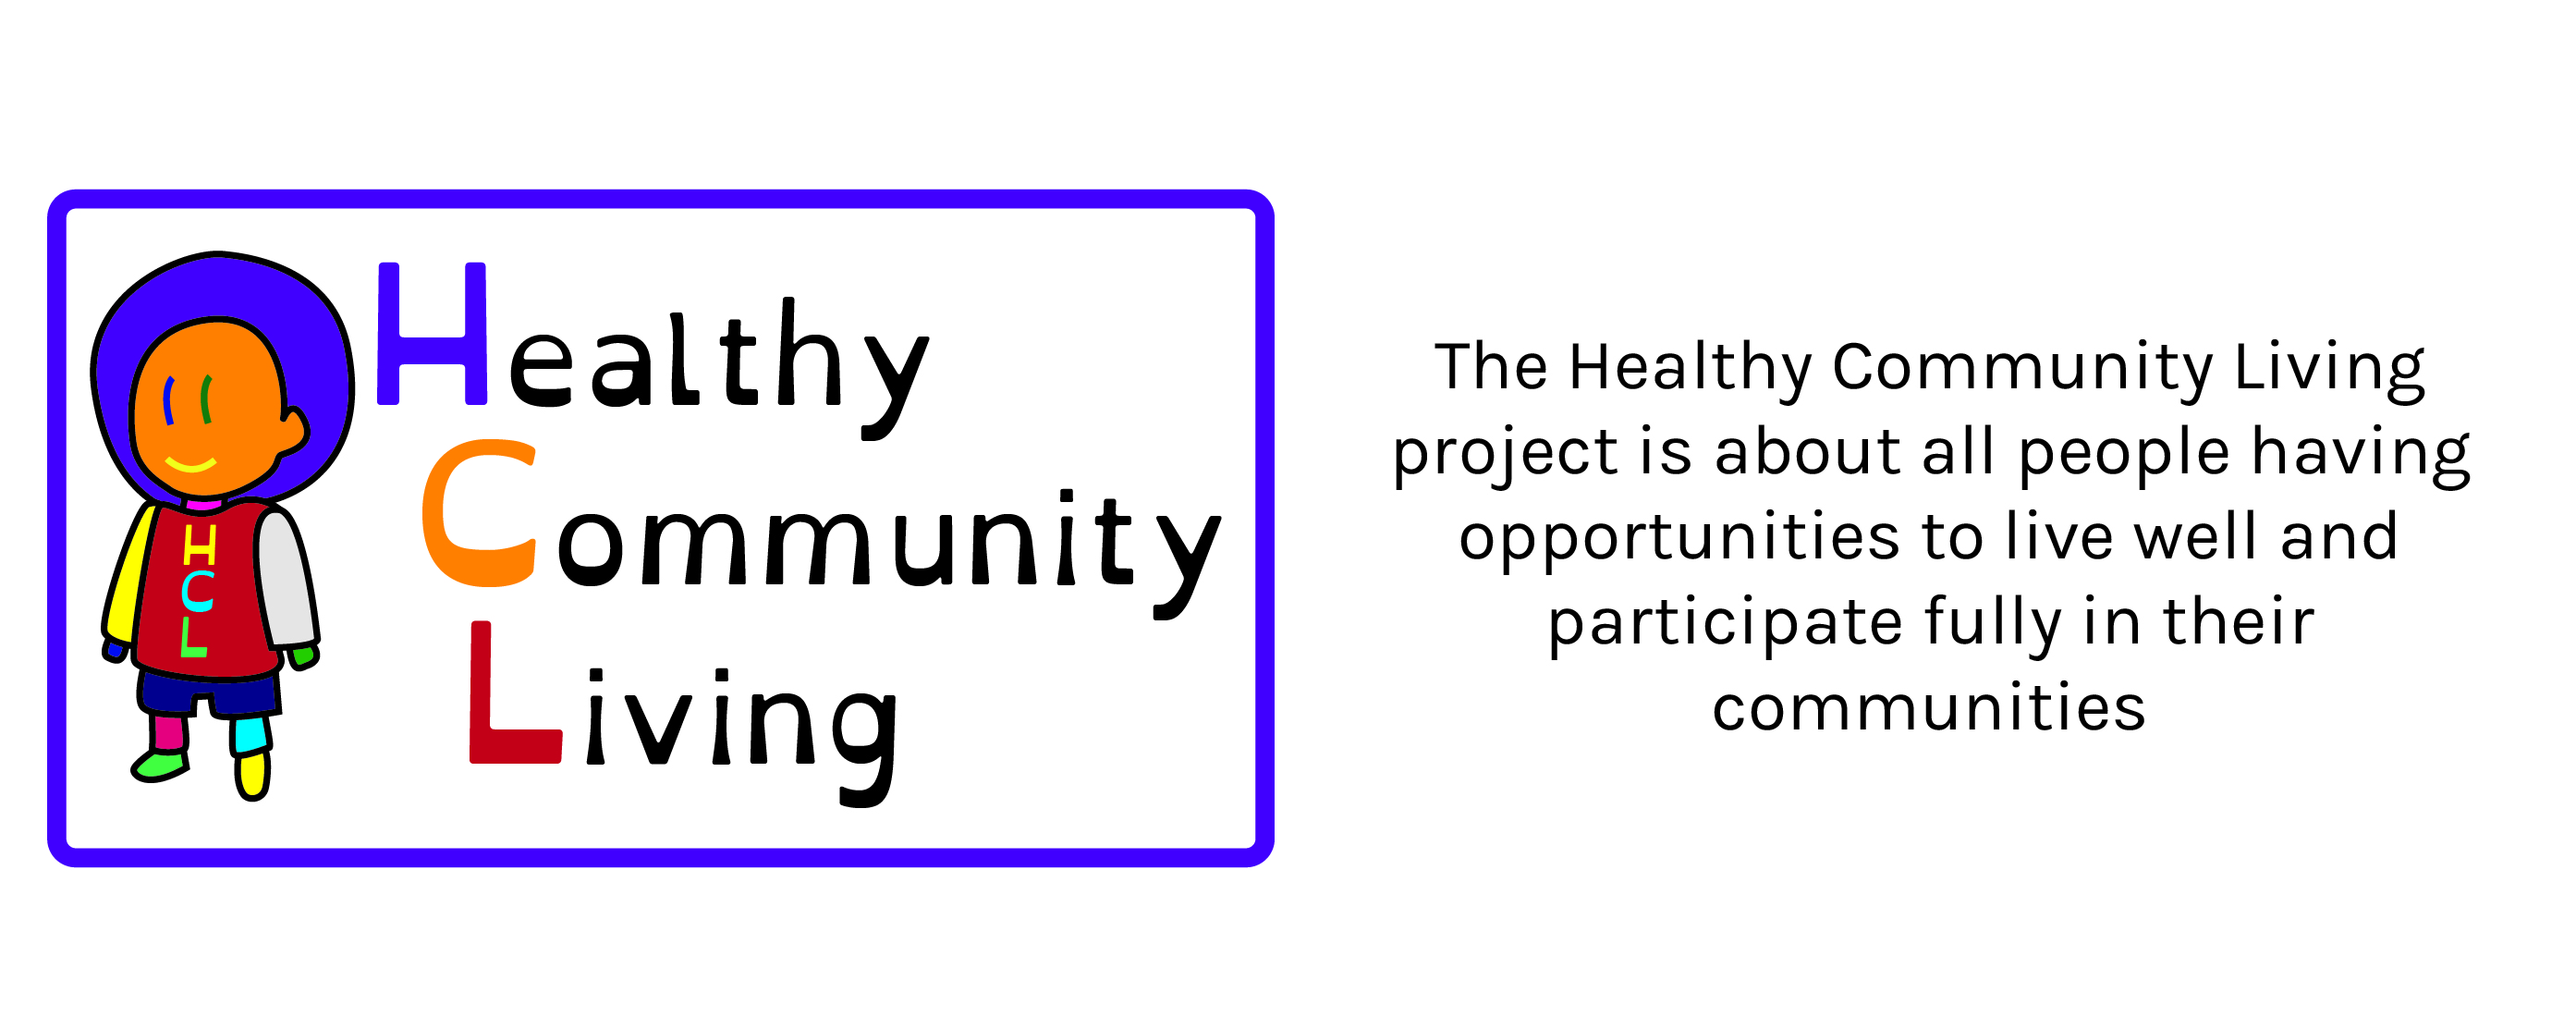 Healthy
Community
Living
H
C
L
The Healthy Community Living
project is about all people having
opportunities to live well and
participate fully in their
communities